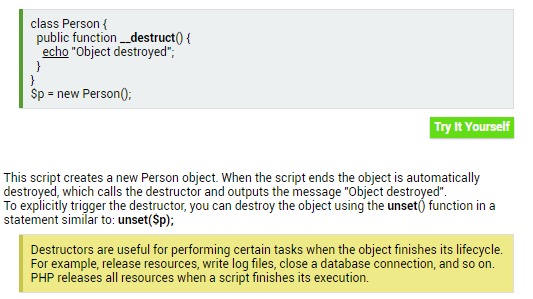 class Person {
public function __destruct() {
echo "Object destroyed";
}
}
$p = new Person();
Try It Yourself
This script creates a new Person object. When the script ends the object is automatically
destroyed, which calls the destructor and outputs the message "Object destroyed".
To explicitly trigger the destructor, you can destroy the object using the unset() function in a
statement similar to: unset($p);
Destructors are useful for performing certain tasks when the object finishes its lifecycle.
For example, release resources, write log files, close a database connection, and so on.
PHP releases all resources when a script finishes its execution.